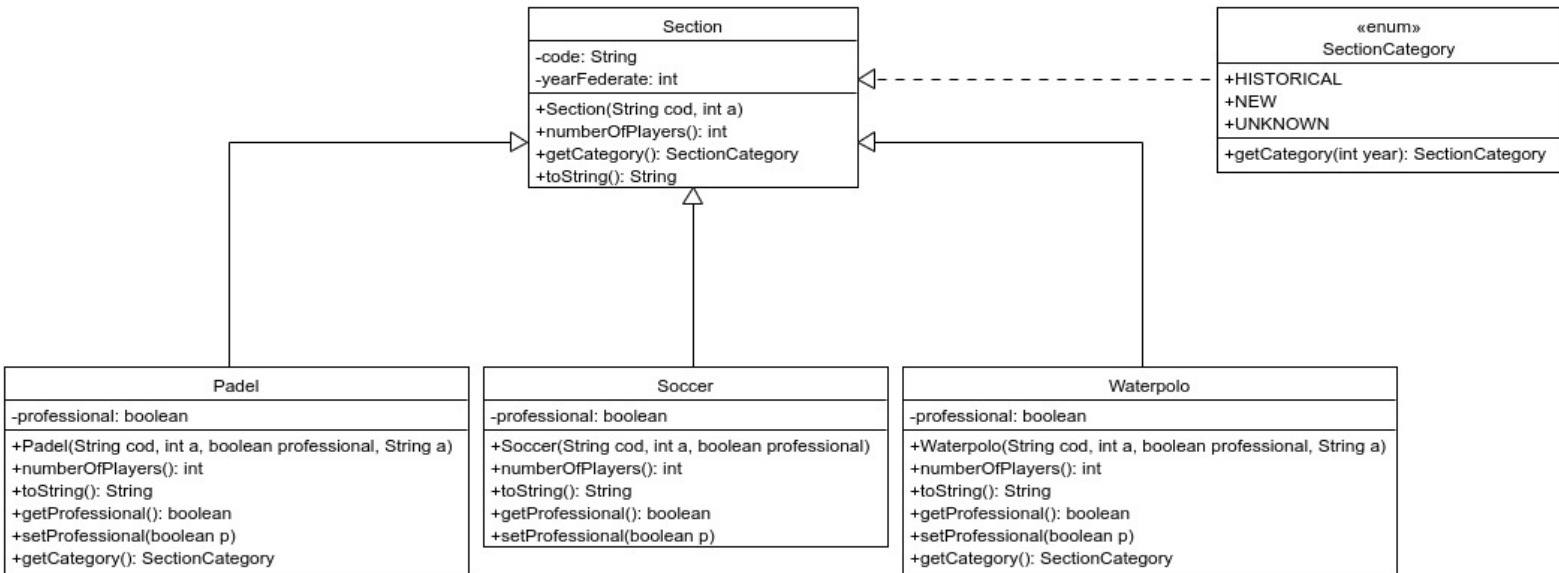 Section
-code: String
-yearFederate: int
+Section(String cod, int a)
+numberOfPlayers(): int
+getCategory(): SectionCategory
+toString(): String
«enum»
SectionCategory
+HISTORICAL
+NEW
+UNKNOWN
+getCategory(int year): SectionCategory
Padel
-professional: boolean
+Padel(String cod, int a, boolean professional, String a)
+numberOfPlayers(): int
+toString(): String
+getProfessional(): boolean
+setProfessional(boolean p)
+getCategory(): SectionCategory
Soccer
-professional: boolean
+Soccer(String cod, int a, boolean professional)
+numberOfPlayers(): int
+toString(): String
+getProfessional(): boolean
+setProfessional(boolean p)
Waterpolo
-professional: boolean
+Waterpolo(String cod, int a, boolean professional, String a)
+numberOfPlayers(): int
+toString(): String
+getProfessional(): boolean
+setProfessional(boolean p)
+getCategory(): SectionCategory